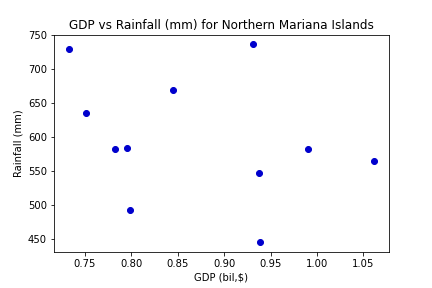 GDP vs Rainfall (mm) for Northern Mariana Islands
750
700
650
600
550
500
450
Rainfall (mm)
0.75 0.80 0.85 0.90 0.95 1.00 1.05
GDP (bil,$)